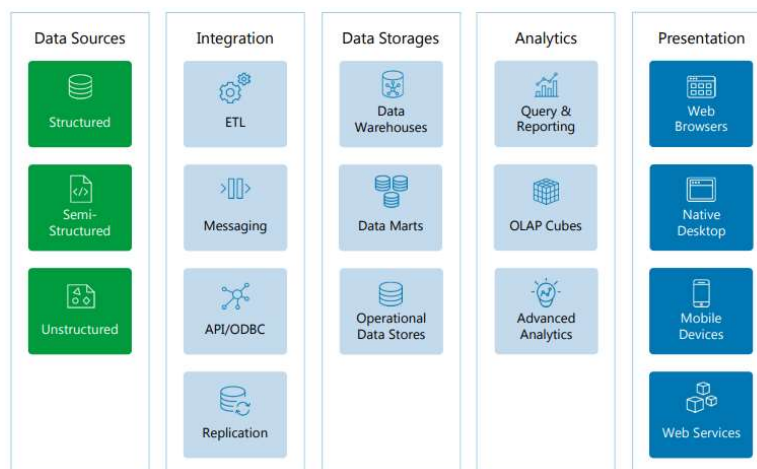 Data Sources
Structured
Semi-
Structured
Unstructured
Integration
ETL
Messaging
API/ODBC
Replication
Data Storages
Data
Warehouses
Data Marts
Operational
Data Stores
Analytics
Query &
Reporting
OLAP Cubes
Advanced
Analytics
Presentation
Web
Browsers
Native
Desktop
Mobile
Devices
Web Services